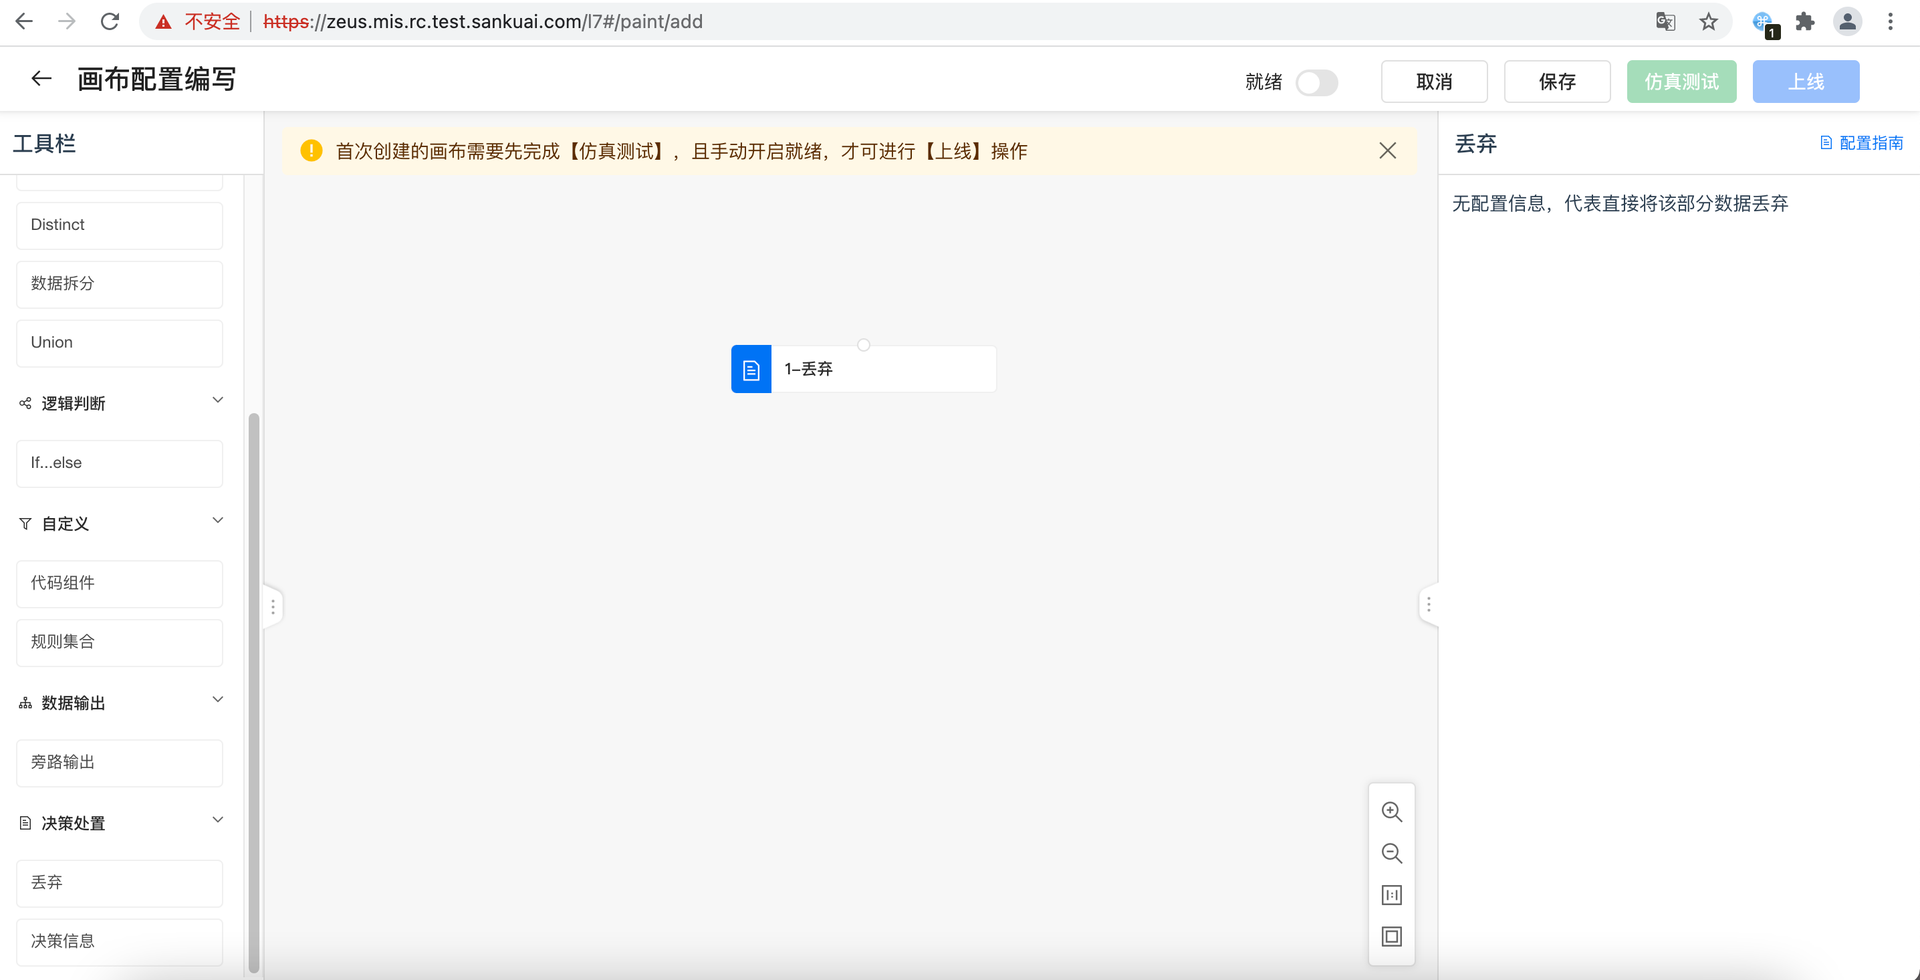 不安全
https://zeus.mis.rc.test.sankuai.com/l7#/paint/add
1
画布配置编写
就绪
取消
保存
仿真测试
上线
工具栏
Distinct
数据拆分
Union
逻辑判断
If...else
自定义
代码组件
规则集合
数据输出
旁路输出
决策处置
丢弃
决策信息
首次创建的画布需要先完成【仿真测试】，且手动开启就绪，才可进行【上线】操作
1–丢弃
丢弃
配置指南
无配置信息，代表直接将该部分数据丢弃